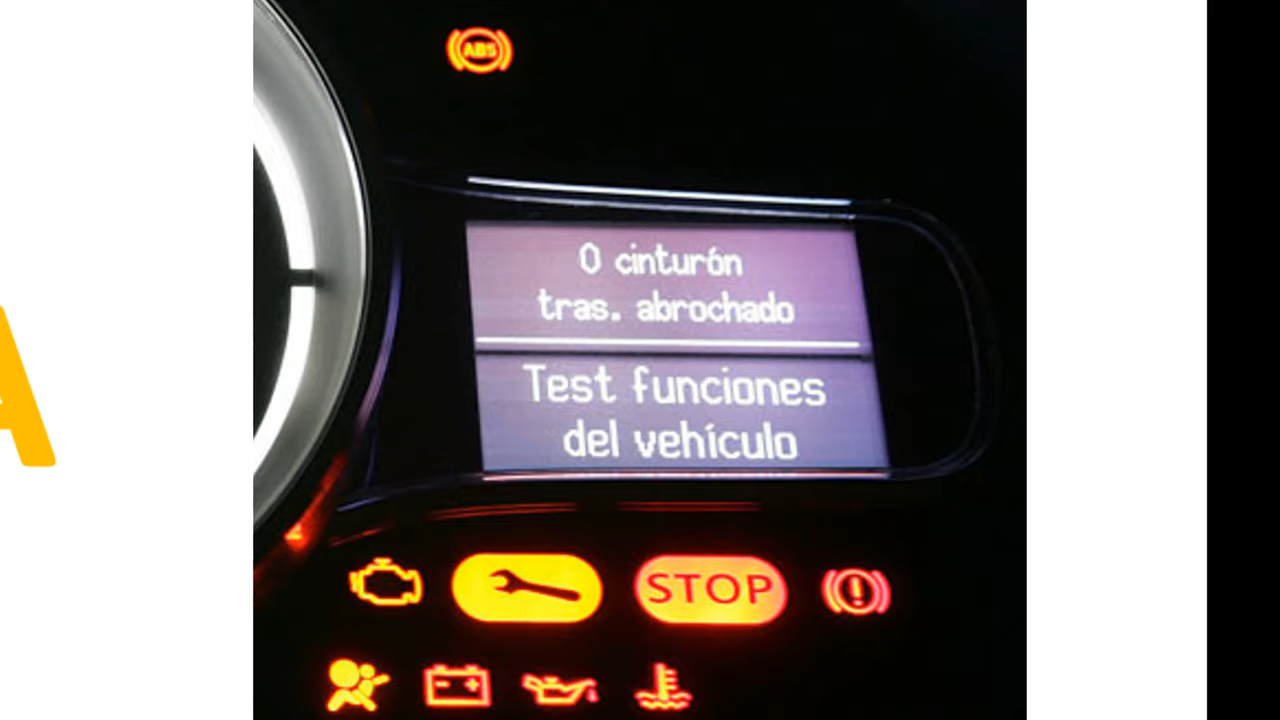 ABS
0 cinturón
tras. abrochado
Test funciones
del vehículo
STOP
A